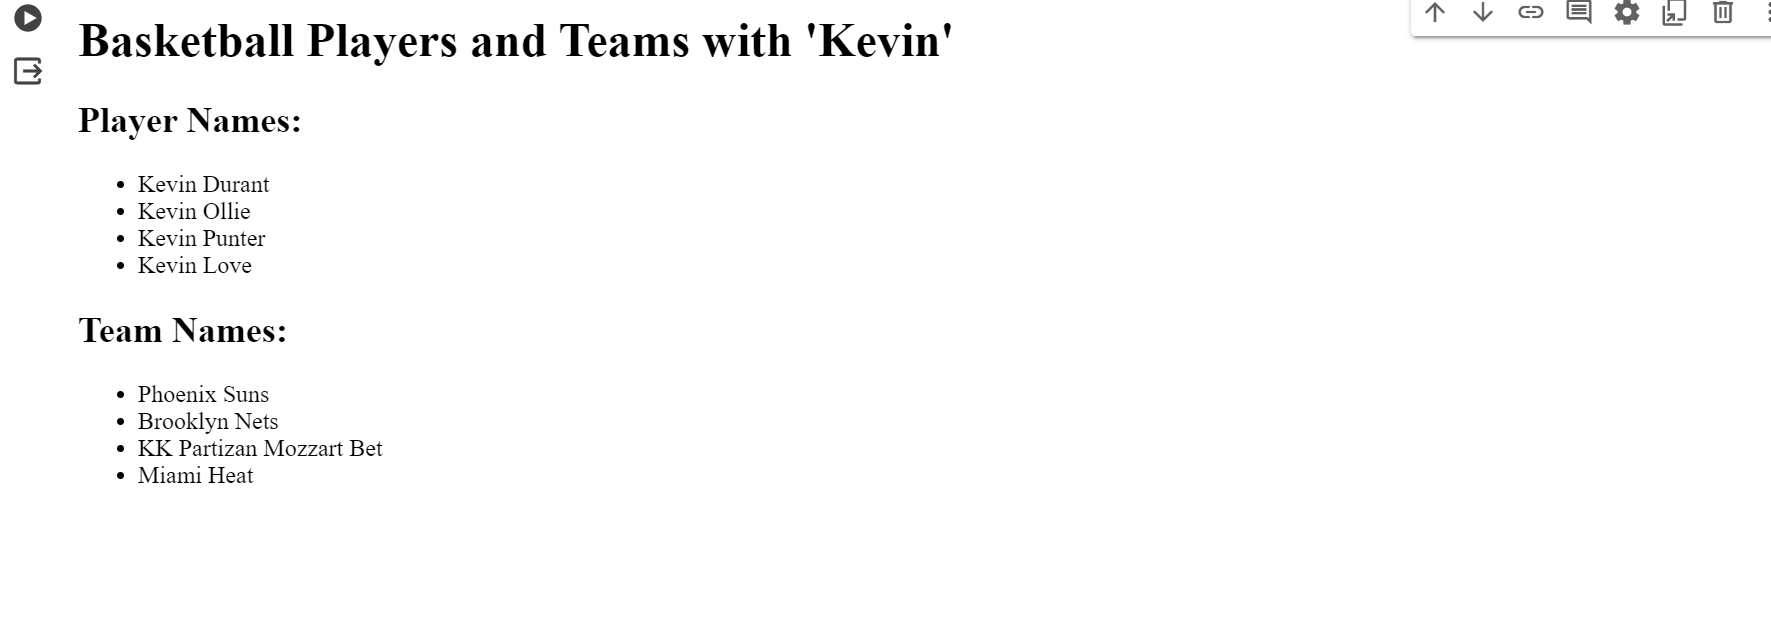 Basketball Players and Teams with 'Kevin'
Player Names:
Kevin Durant
Kevin Ollie
Kevin Punter
Kevin Love
Team Names:
Phoenix Suns
Brooklyn Nets
KK Partizan Mozzart Bet
Miami Heat